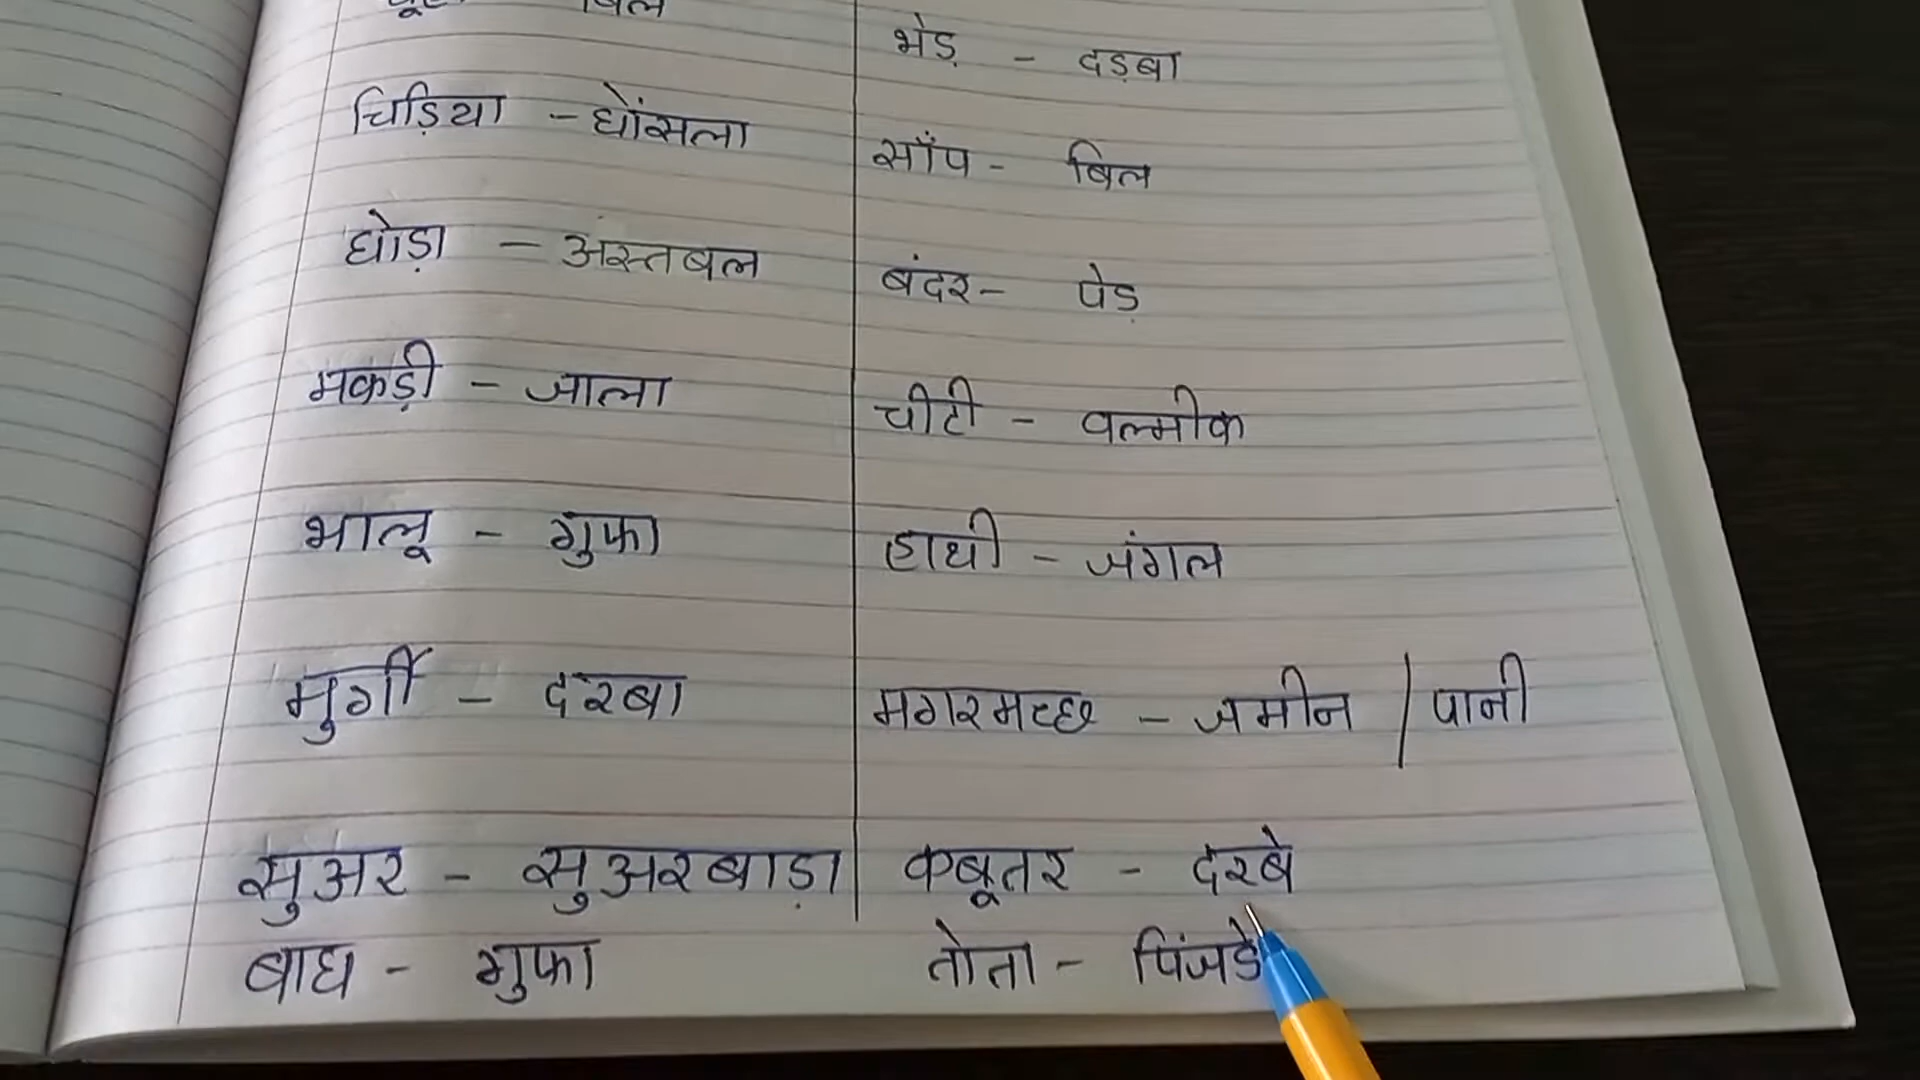 बिल
चिड़िया - घोंसला
घोड़ा - अस्तबल
मकड़ी - जाला
भालू - गुफा
मुर्गी - दरबा
सुअर - सुअरबाड़ा
बाघ - गुफा
भेड़ - दड़बा
साँप - बिल
बंदर - पेड़
चीटी - वल्मीक
हाथी - जंगल
मगरमच्छ - जमीन / पानी
कबूतर - दरबे
तोता - पिंजडे